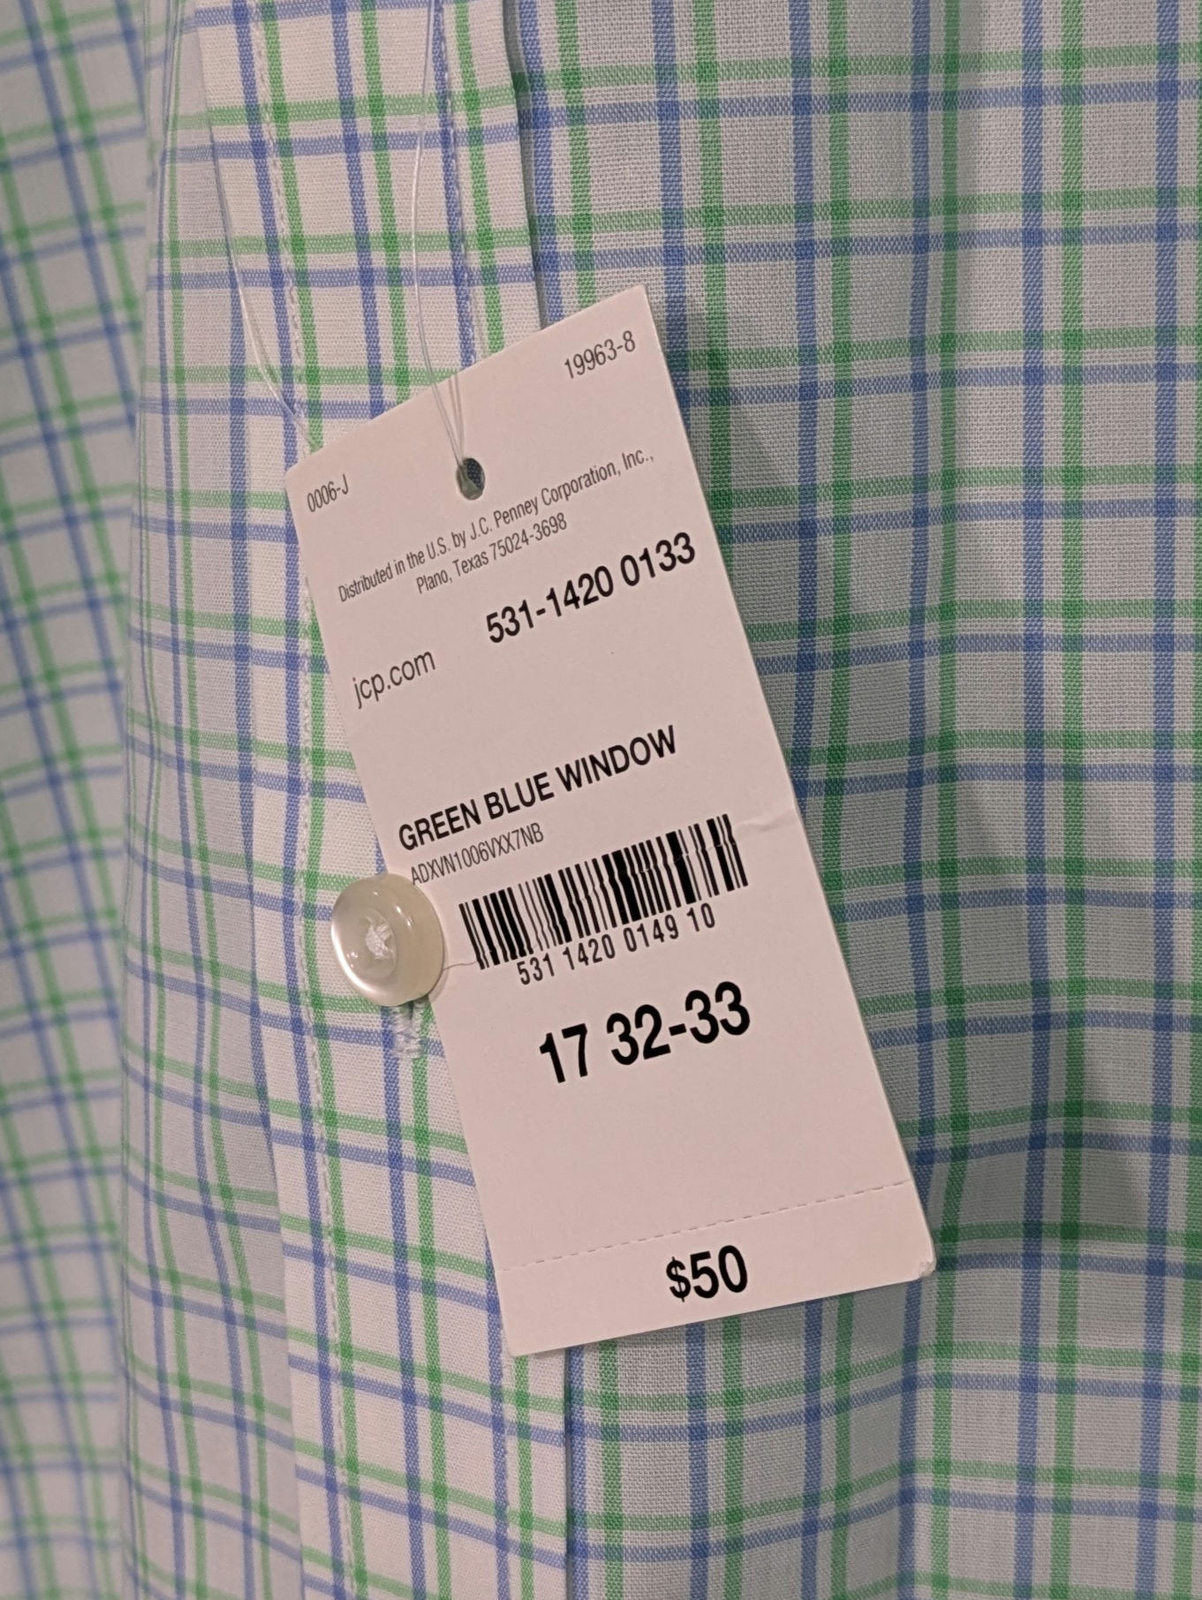 19963-8
0006-J
Distributed in the U.S. by J.C. Penney Corporation, Inc.,
Plano, Texas 75024-3698
531-1420 0133
jcp.com
GREEN BLUE WINDOW
ADXVN1006VXX7NB
531 1420 0149 10
17 32-33
$50